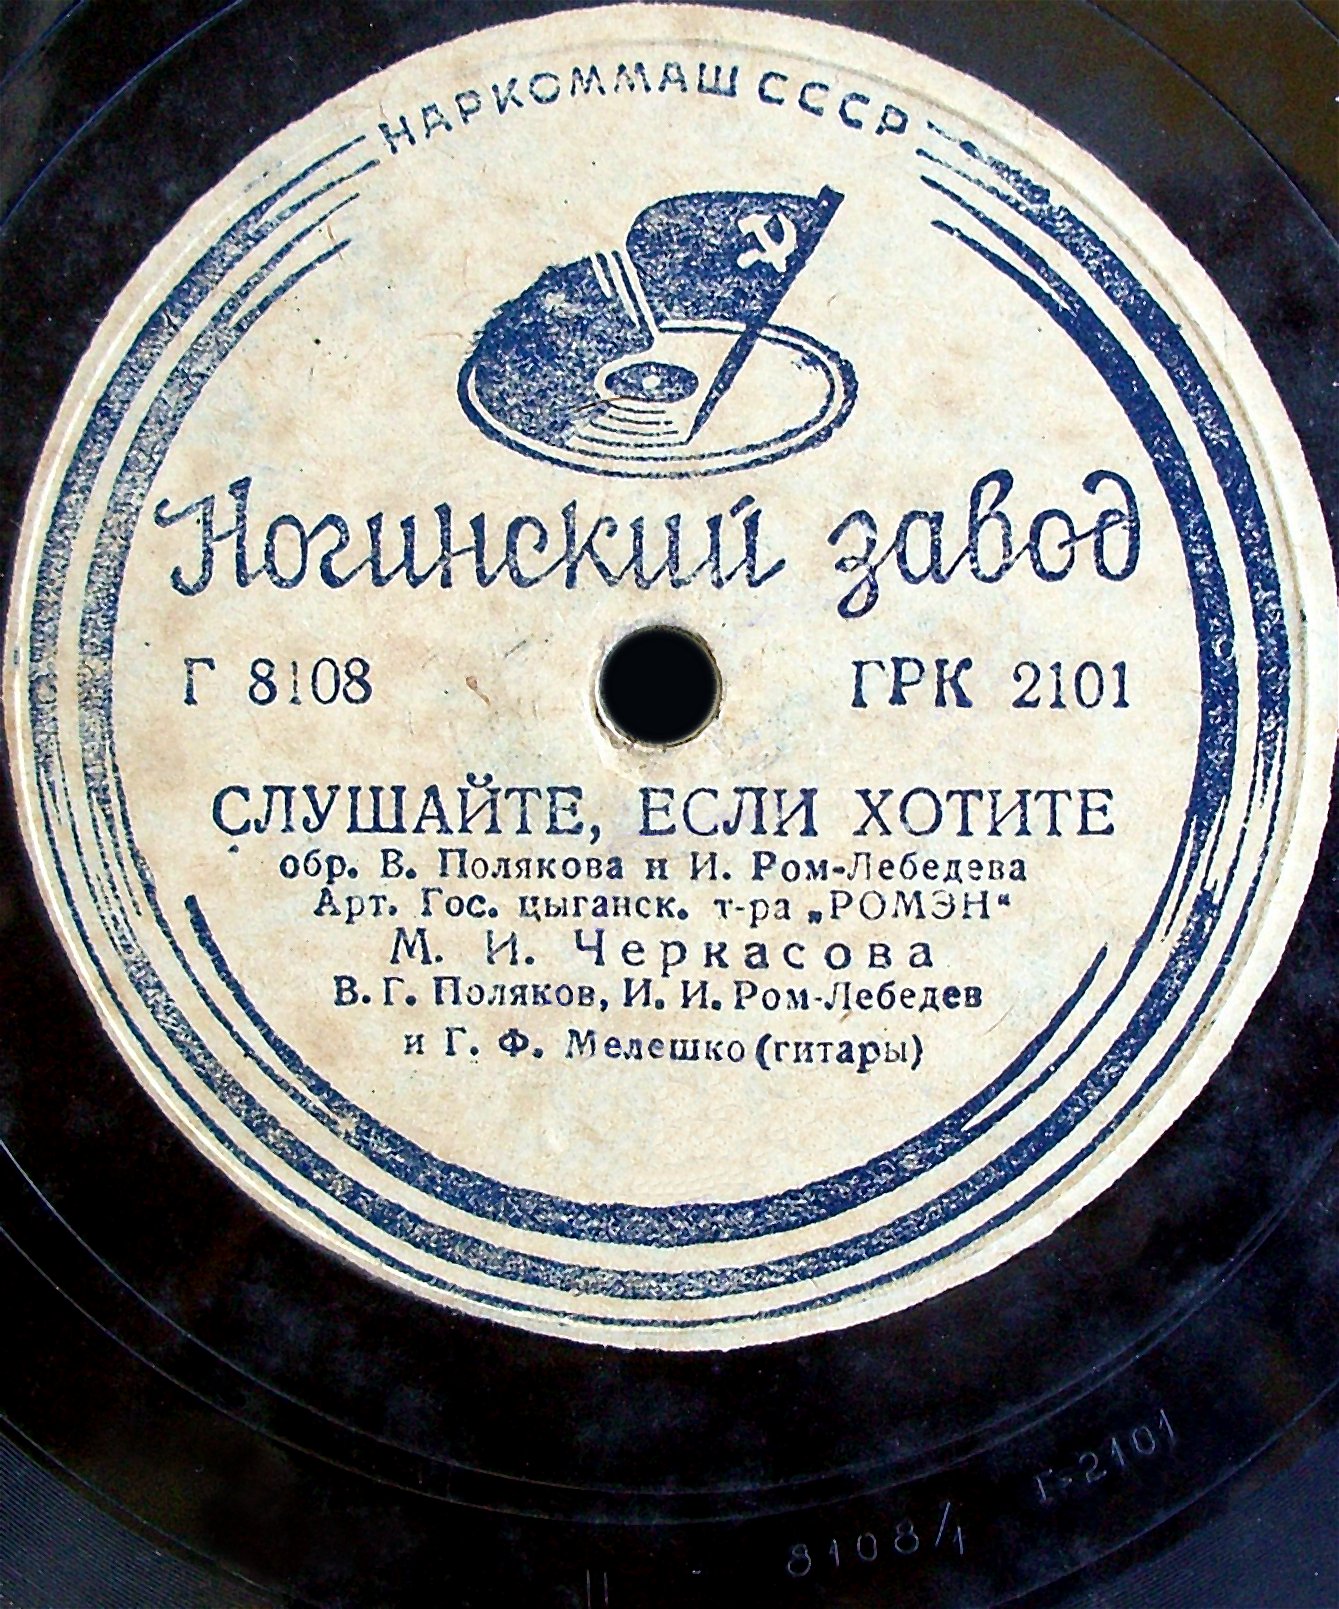 НАРКОММАШ СССР
Ногинский завод
Г 8108 ГРК 2101
СЛУШАЙТЕ, ЕСЛИ ХОТИТЕ
обр. В. Полякова и И. Ром-Лебедева
Арт. Гос. цыганск. т-ра „РОМЭН“
М. И. Черкасова
В. Г. Поляков, И. И. Ром-Лебедев
и Г. Ф. Мелешко (гитары)
Г-2101
8108/1